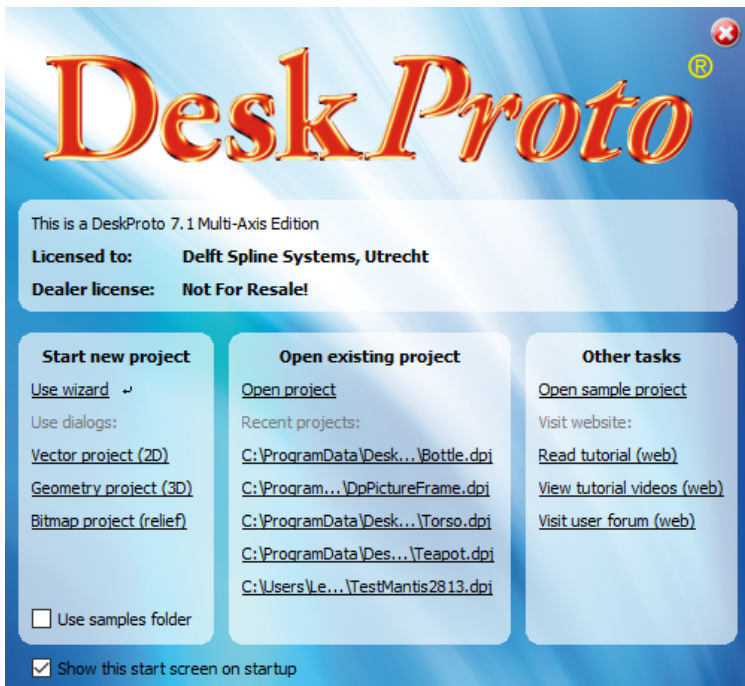 DeskProto®
This is a DeskProto 7.1 Multi-Axis Edition
Licensed to: Delft Spline Systems, Utrecht
Dealer license: Not For Resale!
Start new project
Use wizard ↵
Use dialogs:
Vector project (2D)
Geometry project (3D)
Bitmap project (relief)
Use samples folder
Open existing project
Open project
Recent projects:
C:\ProgramData\Desk...\Bottle.dpj
C:\Program...\DpPictureFrame.dpj
C:\ProgramData\Desk...\Torso.dpj
C:\ProgramData\Des...\Teapot.dpj
C:\Users\Le...\TestMantis2813.dpj
Other tasks
Open sample project
Visit website:
Read tutorial (web)
View tutorial videos (web)
Visit user forum (web)
Show this start screen on startup